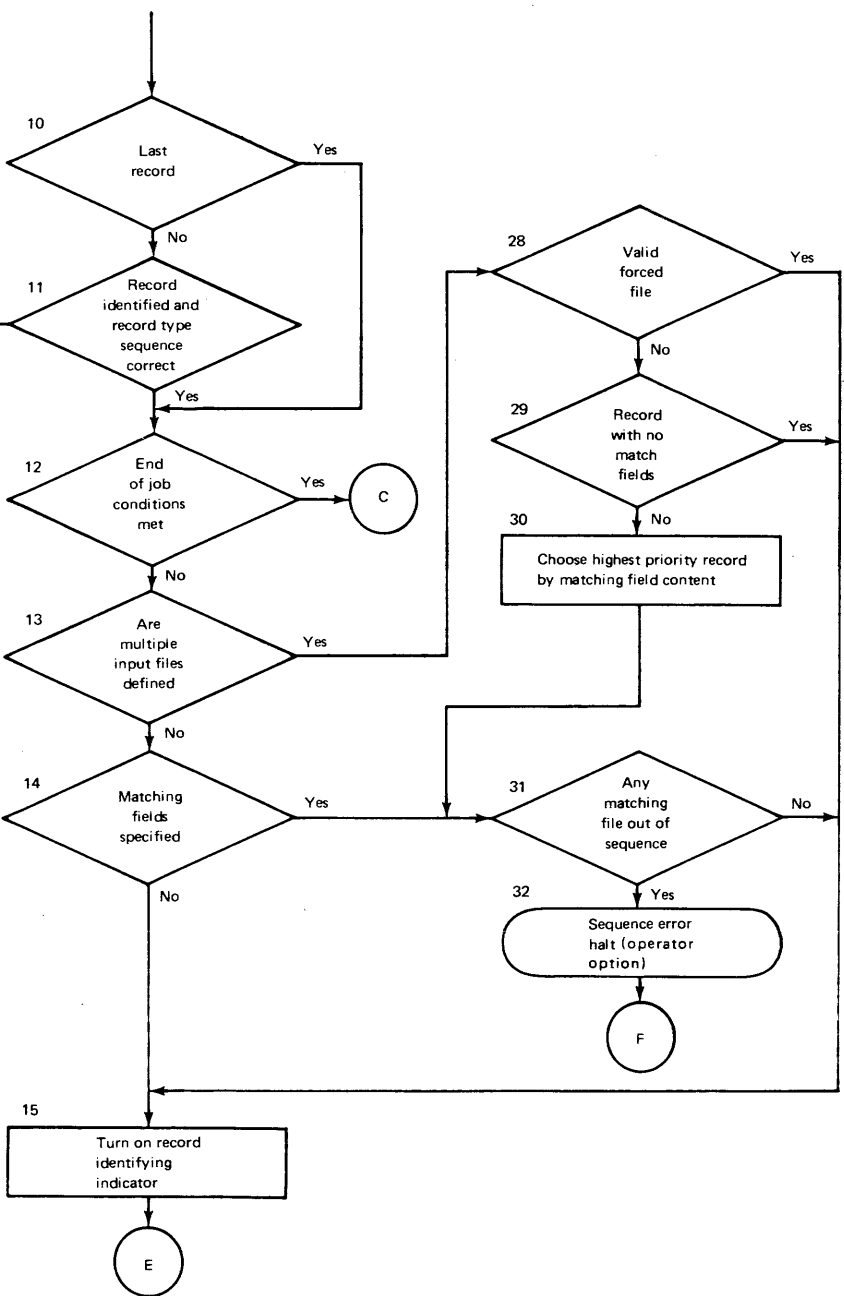 10
Last
record
Yes
No
11
Record
identified and
record type
sequence
correct
Yes
12
End
of job
conditions
met
Yes
C
No
13
Are
multiple
input files
defined
Yes
No
14
Matching
fields
specified
Yes
No
15
Turn on record
identifying
indicator
E
28
Valid
forced
file
Yes
No
29
Record
with no
match
fields
Yes
No
30
Choose highest priority record
by matching field content
31
Any
matching
file out of
sequence
No
Yes
32
Sequence error
halt (operator
option)
F